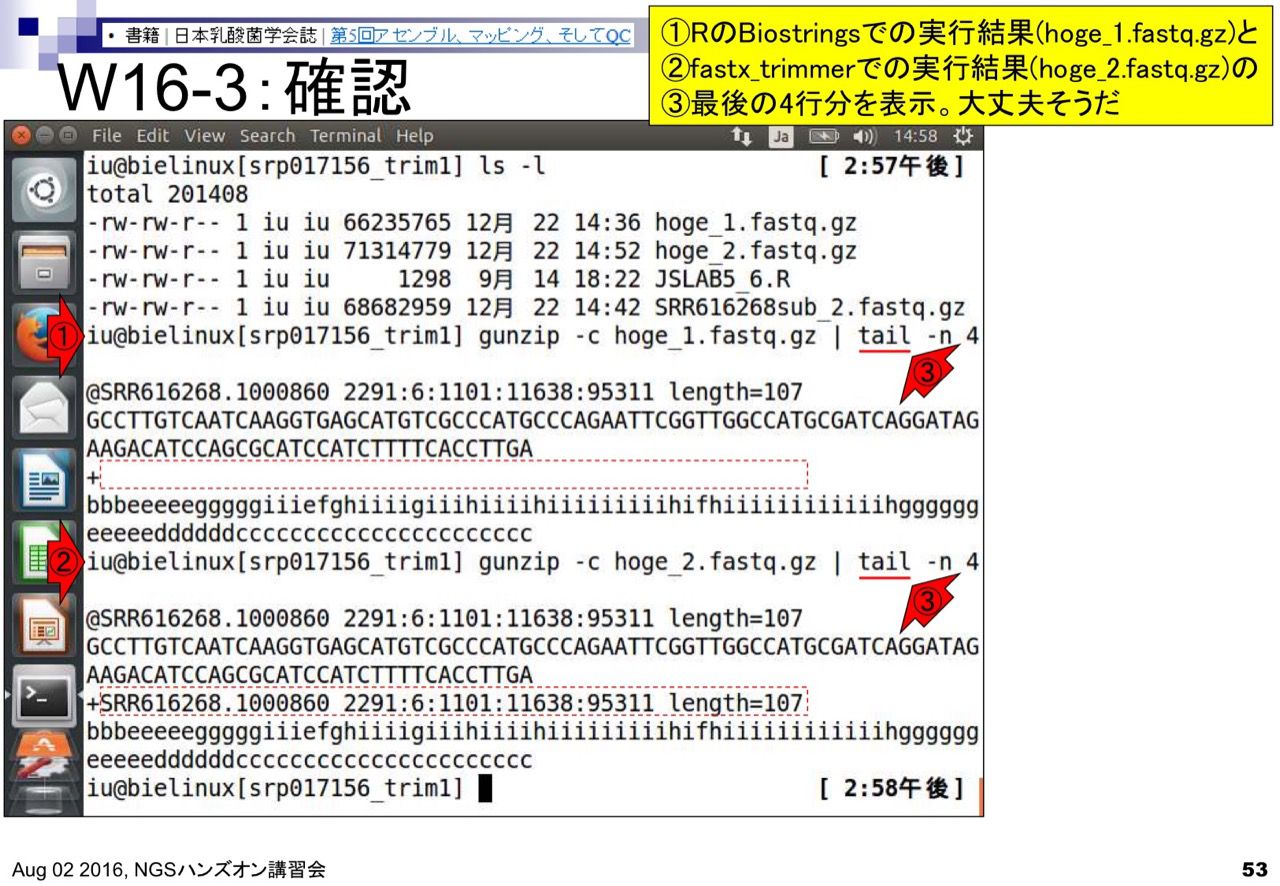 • 書籍 | 日本乳酸菌学会誌 | 第5回アセンブル、マッピング、そしてQC
W16-3：確認
①RのBiostringsでの実行結果(hoge_1.fastq.gz)と
②fastx_trimmerでの実行結果(hoge_2.fastq.gz)の
③最後の4行分を表示。大丈夫そうだ
File Edit View Search Terminal Help Ja 14:58
iu@bielinux[srp017156_trim1] ls -l [ 2:57午後]
total 201408
-rw-rw-r-- 1 iu iu 66235765 12月 22 14:36 hoge_1.fastq.gz
-rw-rw-r-- 1 iu iu 71314779 12月 22 14:52 hoge_2.fastq.gz
-rw-rw-r-- 1 iu iu 1298 9月 14 18:22 JSLAB5_6.R
-rw-rw-r-- 1 iu iu 68682959 12月 22 14:42 SRR616268sub_2.fastq.gz
① iu@bielinux[srp017156_trim1] gunzip -c hoge_1.fastq.gz | tail -n 4
③
@SRR616268.1000860 2291:6:1101:11638:95311 length=107
GCCTTGTCAATCAAGGTGAGCATGTCGCCCATGCCCAGAATTCGGTTGGCCATGCGATCAGGATAG
AAGACATCCAGCGCATCCATCTTTTCACCTTGA
+
bbbeeeeegggggiiiefghiiiigiiihiiiihiiiiiiiiihifhiiiiiiiiiiiihggggggg
eeeeeddddddcccccccccccccccccccccc
② iu@bielinux[srp017156_trim1] gunzip -c hoge_2.fastq.gz | tail -n 4
③
@SRR616268.1000860 2291:6:1101:11638:95311 length=107
GCCTTGTCAATCAAGGTGAGCATGTCGCCCATGCCCAGAATTCGGTTGGCCATGCGATCAGGATAG
AAGACATCCAGCGCATCCATCTTTTCACCTTGA
+SRR616268.1000860 2291:6:1101:11638:95311 length=107
bbbeeeeegggggiiiefghiiiigiiihiiiihiiiiiiiiihifhiiiiiiiiiiiihggggggg
eeeeeddddddcccccccccccccccccccccc
iu@bielinux[srp017156_trim1] [ 2:58午後]
Aug 02 2016, NGSハンズオン講習会
53